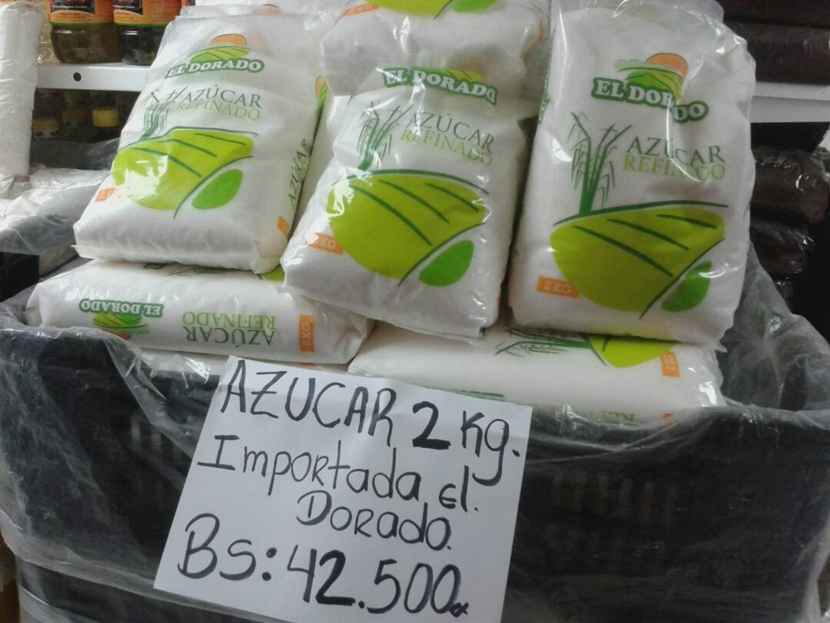 EL DORADO
AZÚCAR
REFINADO
AZÚCAR
EL DORADO
AZÚCAR
REFINADO
EL DORADO
AZÚCAR
REFINADO
EL DORADO
AZÚCAR
REFINADO
AZUCAR 2 Kg.
Importada El.
Dorado.
Bs: 42.500